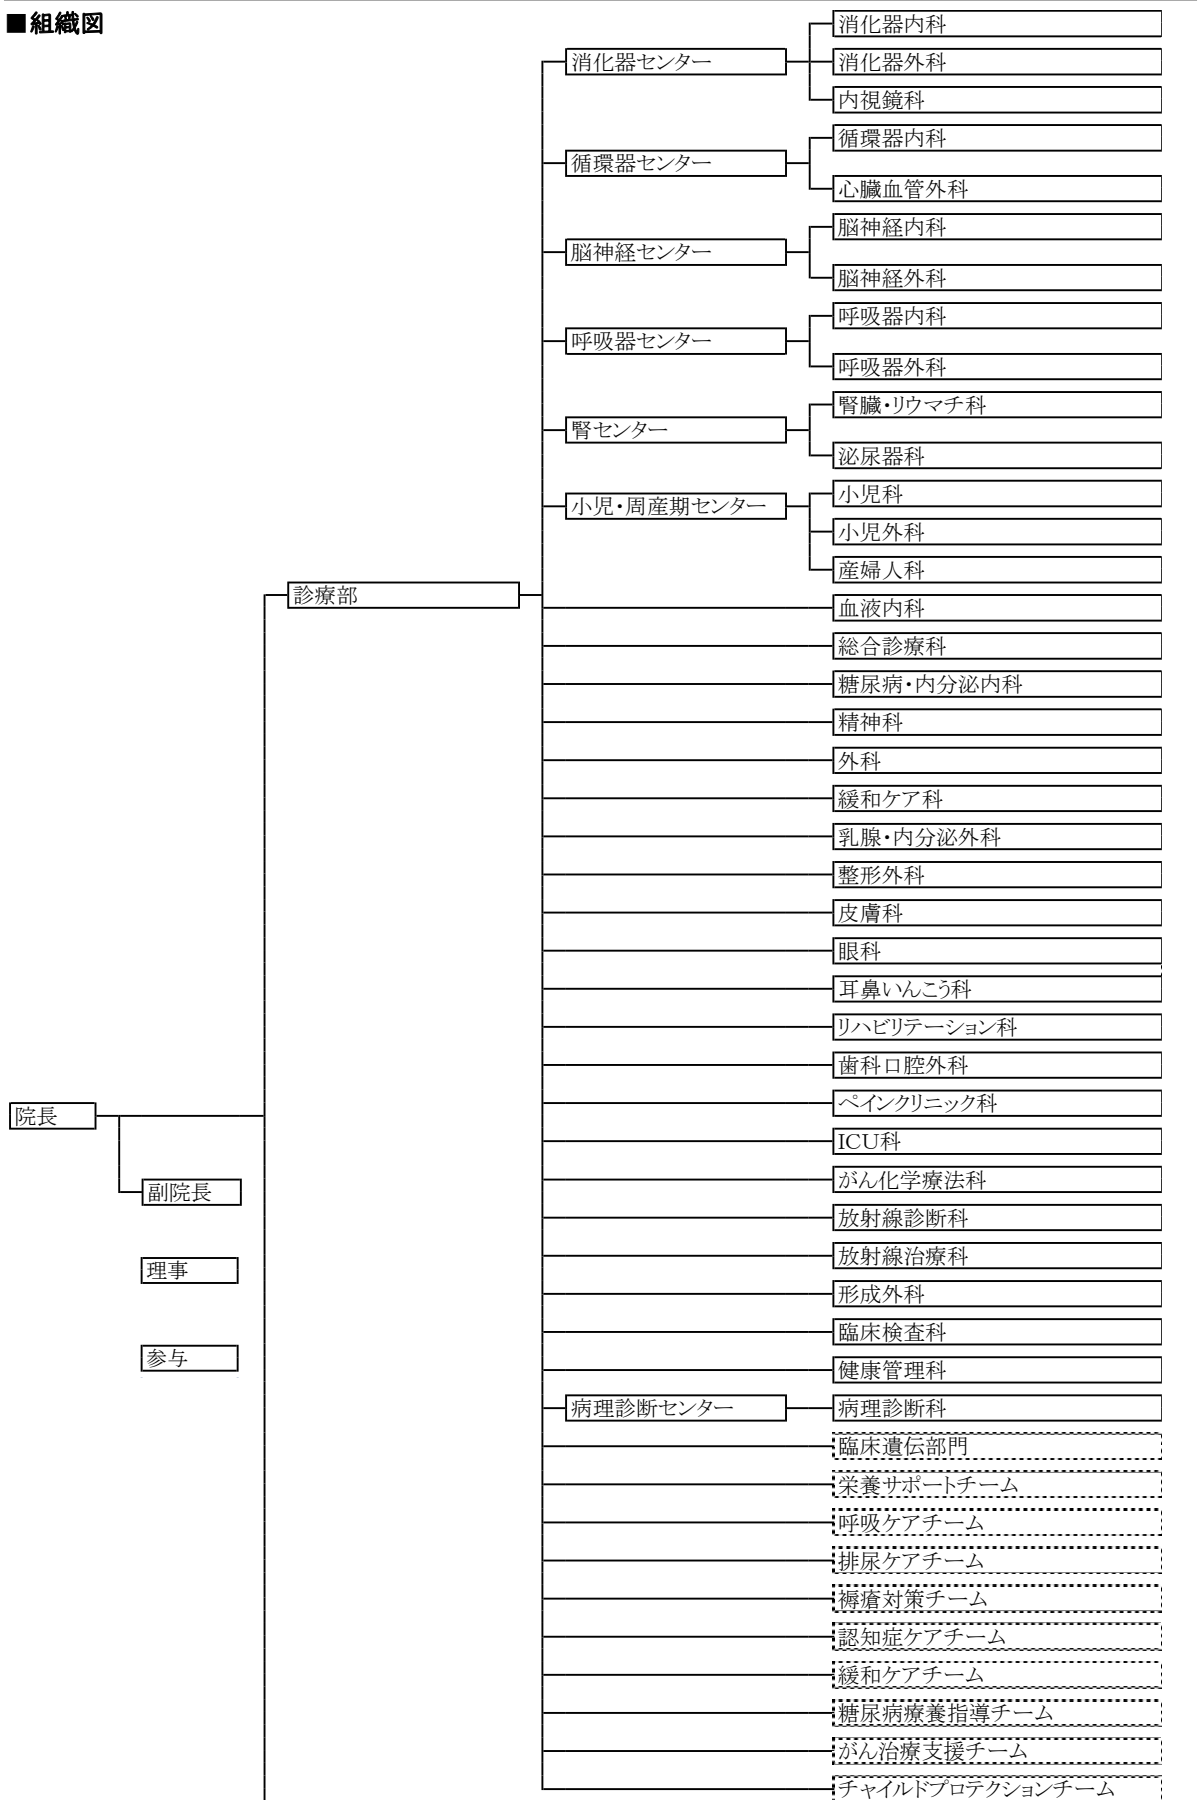 ■組織図
消化器内科
消化器センター
消化器外科
内視鏡科
循環器内科
循環器センター
心臓血管外科
脳神経内科
脳神経センター
脳神経外科
呼吸器内科
呼吸器センター
呼吸器外科
腎臓・リウマチ科
腎センター
泌尿器科
小児科
小児・周産期センター
小児外科
産婦人科
診療部
血液内科
総合診療科
糖尿病・内分泌内科
精神科
外科
緩和ケア科
乳腺・内分泌外科
整形外科
皮膚科
眼科
耳鼻いんこう科
リハビリテーション科
歯科口腔外科
ペインクリニック科
院長
ICU科
がん化学療法科
副院長
放射線診断科
放射線治療科
理事
形成外科
臨床検査科
参与
健康管理科
病理診断センター
病理診断科
臨床遺伝部門
栄養サポートチーム
呼吸ケアチーム
排尿ケアチーム
褥瘡対策チーム
認知症ケアチーム
緩和ケアチーム
糖尿病療養指導チーム
がん治療支援チーム
チャイルドプロテクションチーム